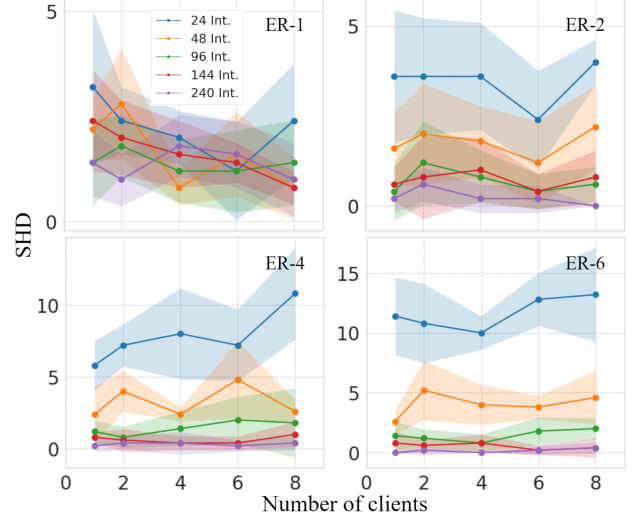 5
0
ER-1
24 Int.
48 Int.
96 Int.
144 Int.
240 Int.
5
0
ER-2
SHD
10
5
0
ER-4
0 2 4 6 8
15
10
5
0
ER-6
0 2 4 6 8
Number of clients